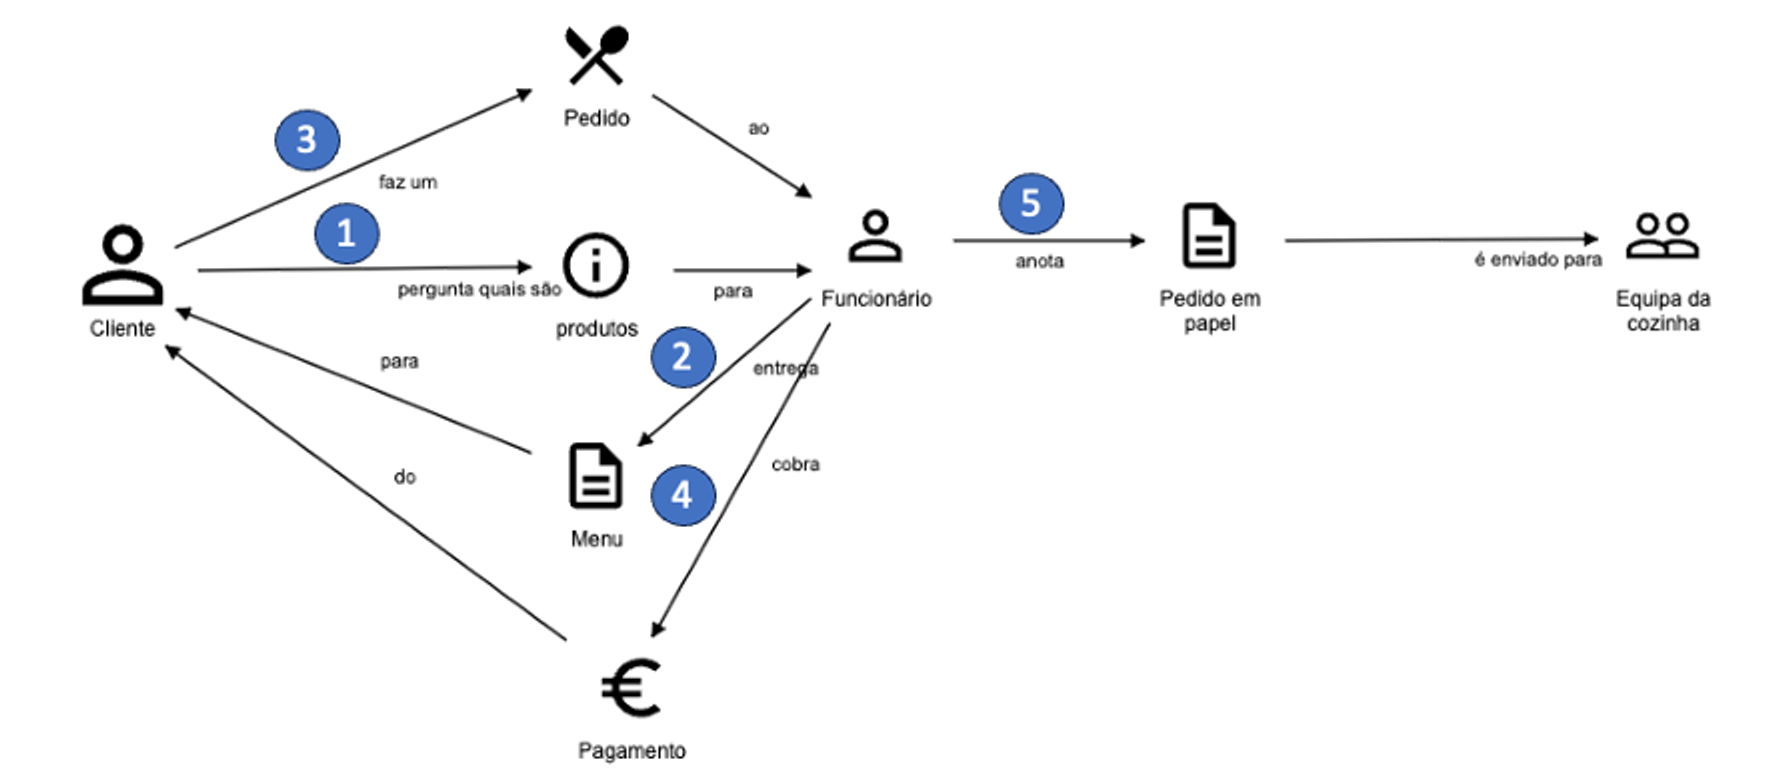 Pedido
3
ao
faz um
5
1
anota
é enviado para
pergunta quais são
para
Funcionário
Pedido em
papel
Equipa da
cozinha
Cliente
produtos
2
para
entrega
cobra
do
4
Menu
Pagamento